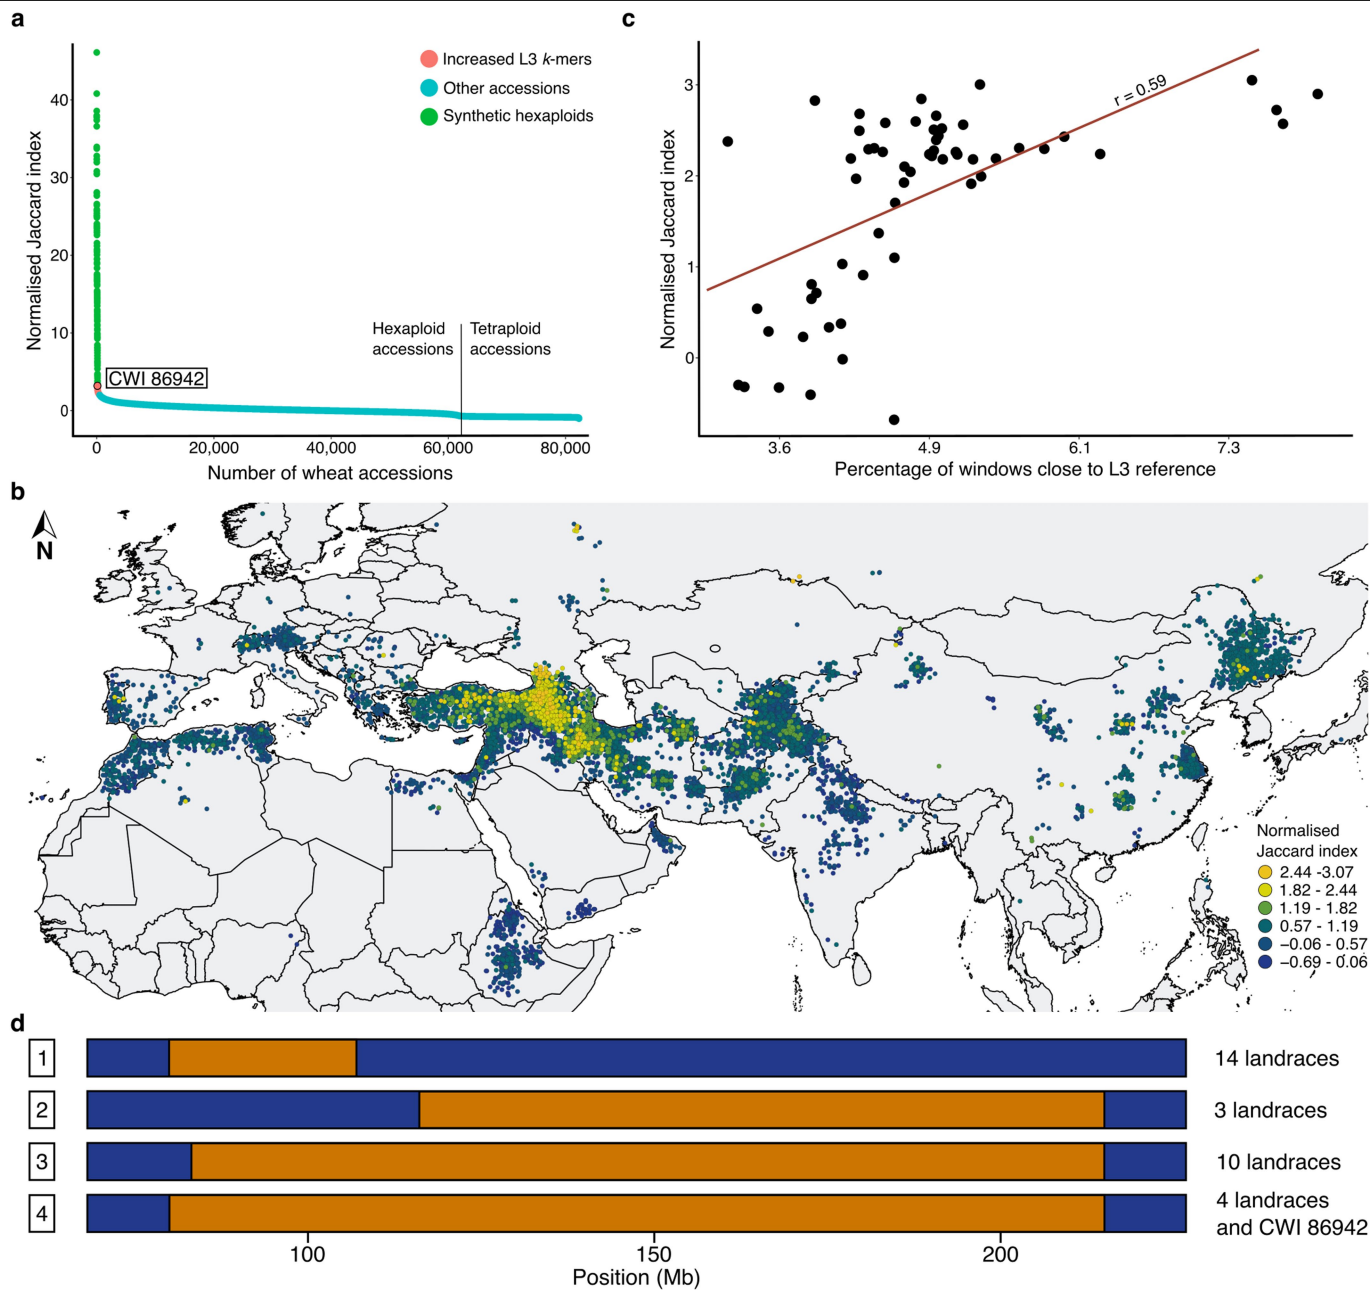 a
Normalised Jaccard index
40
30
20
10
0
Increased L3 k-mers
Other accessions
Synthetic hexaploids
CWI 86942
Hexaploid
accessions
Tetraploid
accessions
0
20,000
40,000
60,000
80,000
Number of wheat accessions
c
Normalised Jaccard index
3
2
1
0
r = 0.59
3.6
4.9
6.1
7.3
Percentage of windows close to L3 reference
b
N
Normalised
Jaccard index
2.44 -3.07
1.82 - 2.44
1.19 - 1.82
0.57 - 1.19
−0.06 - 0.57
−0.69 - 0.06
d
1
14 landraces
2
3 landraces
3
10 landraces
4
4 landraces
and CWI 86942
100
150
200
Position (Mb)